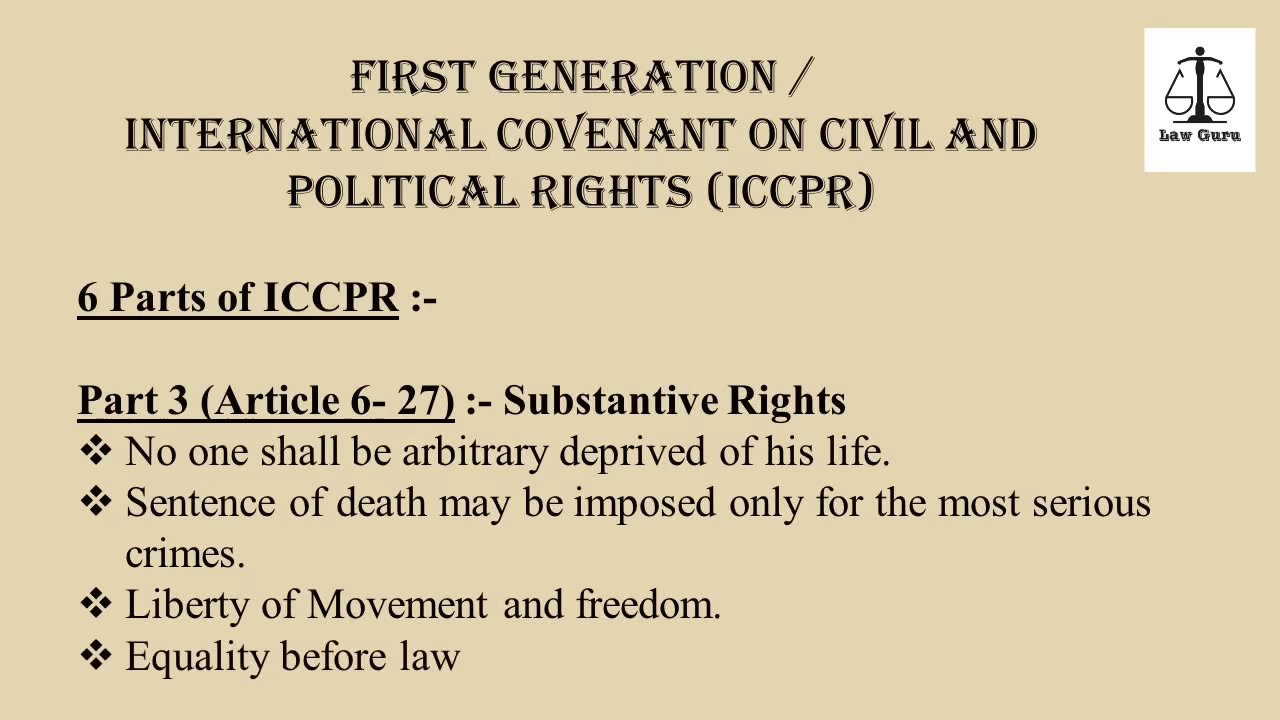 FIRST GENERATION /
INTERNATIONAL COVENANT ON CIVIL AND
POLITICAL RIGHTS (ICCPR)
Law Guru
6 Parts of ICCPR :-
Part 3 (Article 6- 27) :- Substantive Rights
❖ No one shall be arbitrary deprived of his life.
❖ Sentence of death may be imposed only for the most serious
crimes.
❖ Liberty of Movement and freedom.
❖ Equality before law